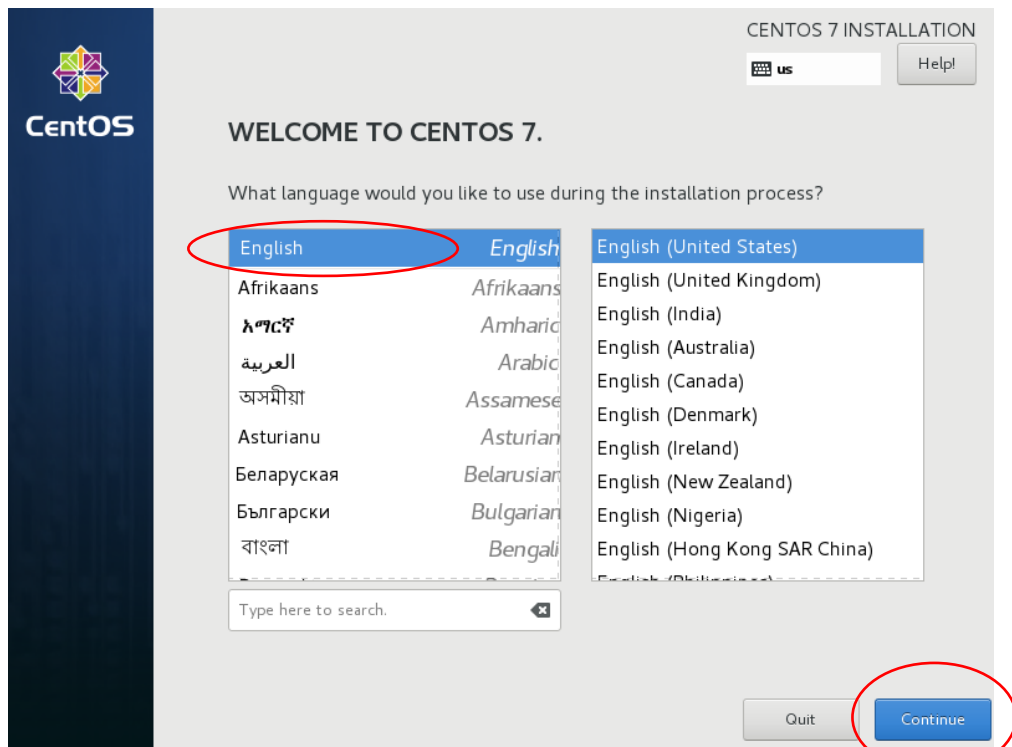 CENTOS 7 INSTALLATION
us
Help!
CentOS
WELCOME TO CENTOS 7.
What language would you like to use during the installation process?
English English
Afrikaans Afrikaans
አማርኛ Amharic
العربية Arabic
অসমীয়া Assamese
Asturianu Asturian
Беларуская Belarusian
Български Bulgarian
বাংলা Bengali
English (United States)
English (United Kingdom)
English (India)
English (Australia)
English (Canada)
English (Denmark)
English (Ireland)
English (New Zealand)
English (Nigeria)
English (Hong Kong SAR China)
English (Philippines)
Type here to search.
Quit
Continue